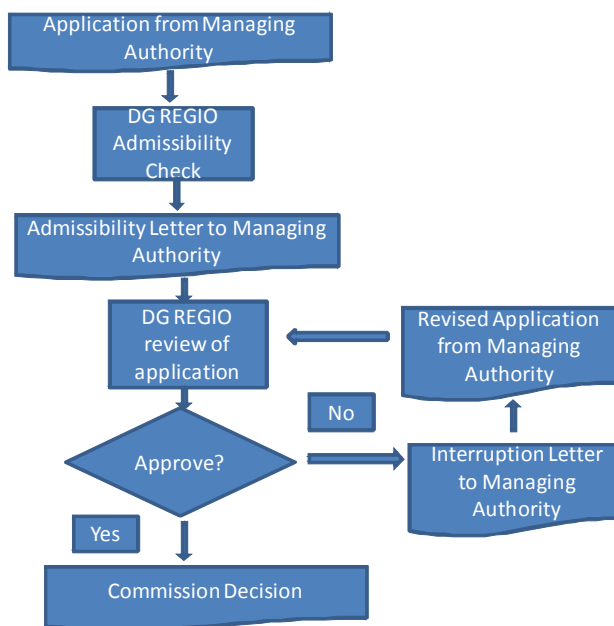 Application from Managing
Authority
DG REGIO
Admissibility
Check
Admissibility Letter to Managing
Authority
DG REGIO
review of
application
Revised Application
from Managing
Authority
No
Approve?
Interruption Letter
to Managing
Authority
Yes
Commission Decision